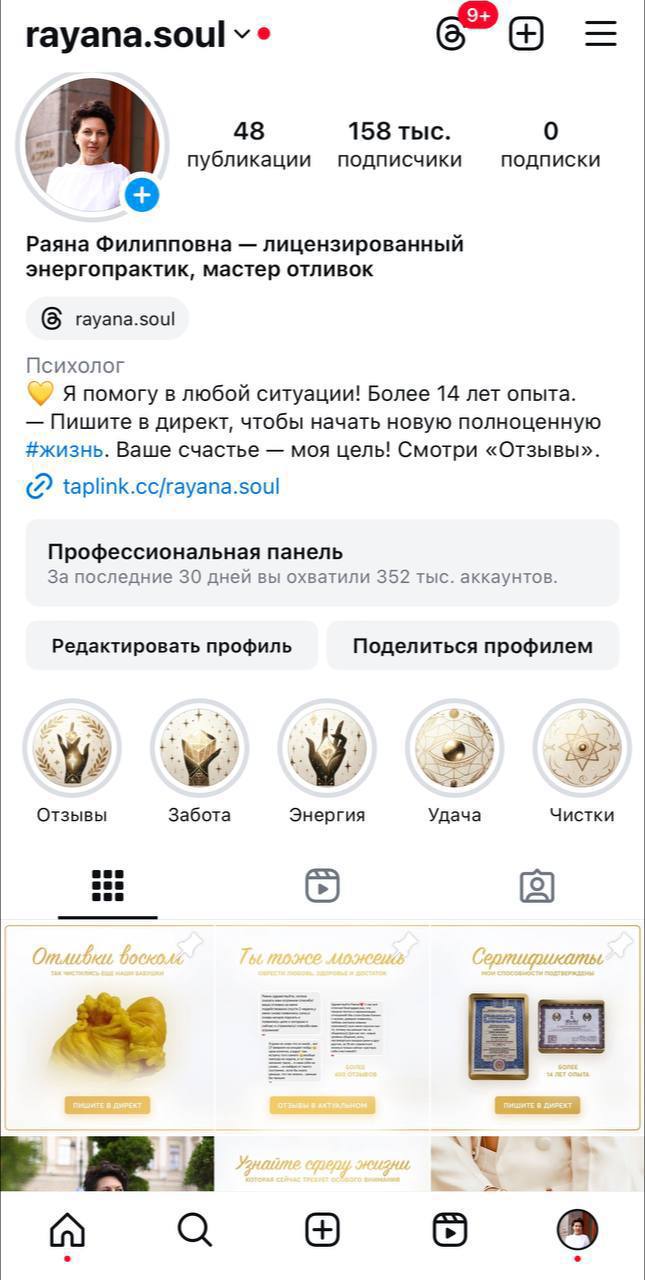 rayana.soul
9+
48
158 тыс.
0
публикации
подписчики
подписки
Раяна Филипповна — лицензированный
энергопрактик, мастер отливок
rayana.soul
Психолог
💛 Я помогу в любой ситуации! Более 14 лет опыта.
— Пишите в директ, чтобы начать новую полноценную
#жизнь. Ваше счастье — моя цель! Смотри «Отзывы».
taplink.cc/rayana.soul
Профессиональная панель
За последние 30 дней вы охватили 352 тыс. аккаунтов.
Редактировать профиль
Поделиться профилем
Отзывы
Забота
Энергия
Удача
Чистки
Отливки воском
ТАК ЧИСТИЛИСЬ ЕЩЕ НАШИ БАБУШКИ
ПИШИТЕ В ДИРЕКТ
Ты тоже можешь
ОБРЕСТИ ЛЮБОВЬ, ЗДОРОВЬЕ И ДОСТАТОК
БОЛЕЕ
ОТЗЫВОВ
ОТЗЫВЫ В АКТУАЛЬНОМ
Сертификаты
МОИ СПОСОБНОСТИ ПОДТВЕРЖДЕНЫ
БОЛЕЕ
14 ЛЕТ ОПЫТА
ПИШИТЕ В ДИРЕКТ
Узнайте сферу жизни
КОТОРАЯ СЕЙЧАС ТРЕБУЕТ ОСОБОГО ВНИМАНИЯ